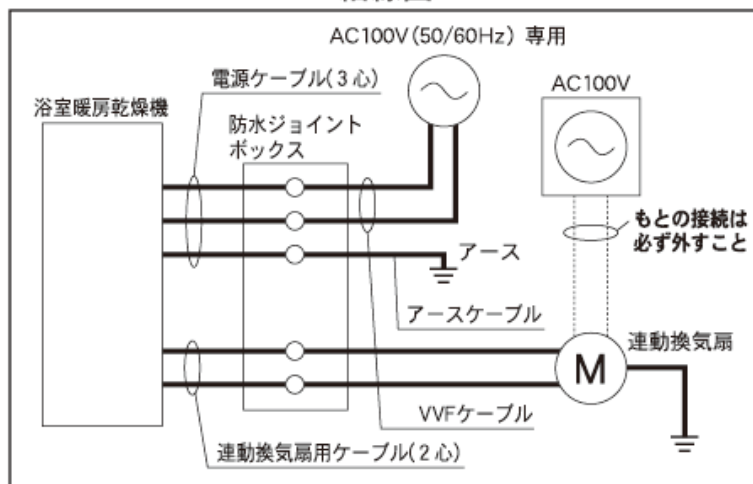 AC100V(50/60Hz) 専用
電源ケーブル(3心)
AC100V
浴室暖房乾燥機
防水ジョイント
ボックス
もとの接続は
必ず外すこと
アース
アースケーブル
連動換気扇
M
VVFケーブル
連動換気扇用ケーブル(2心)